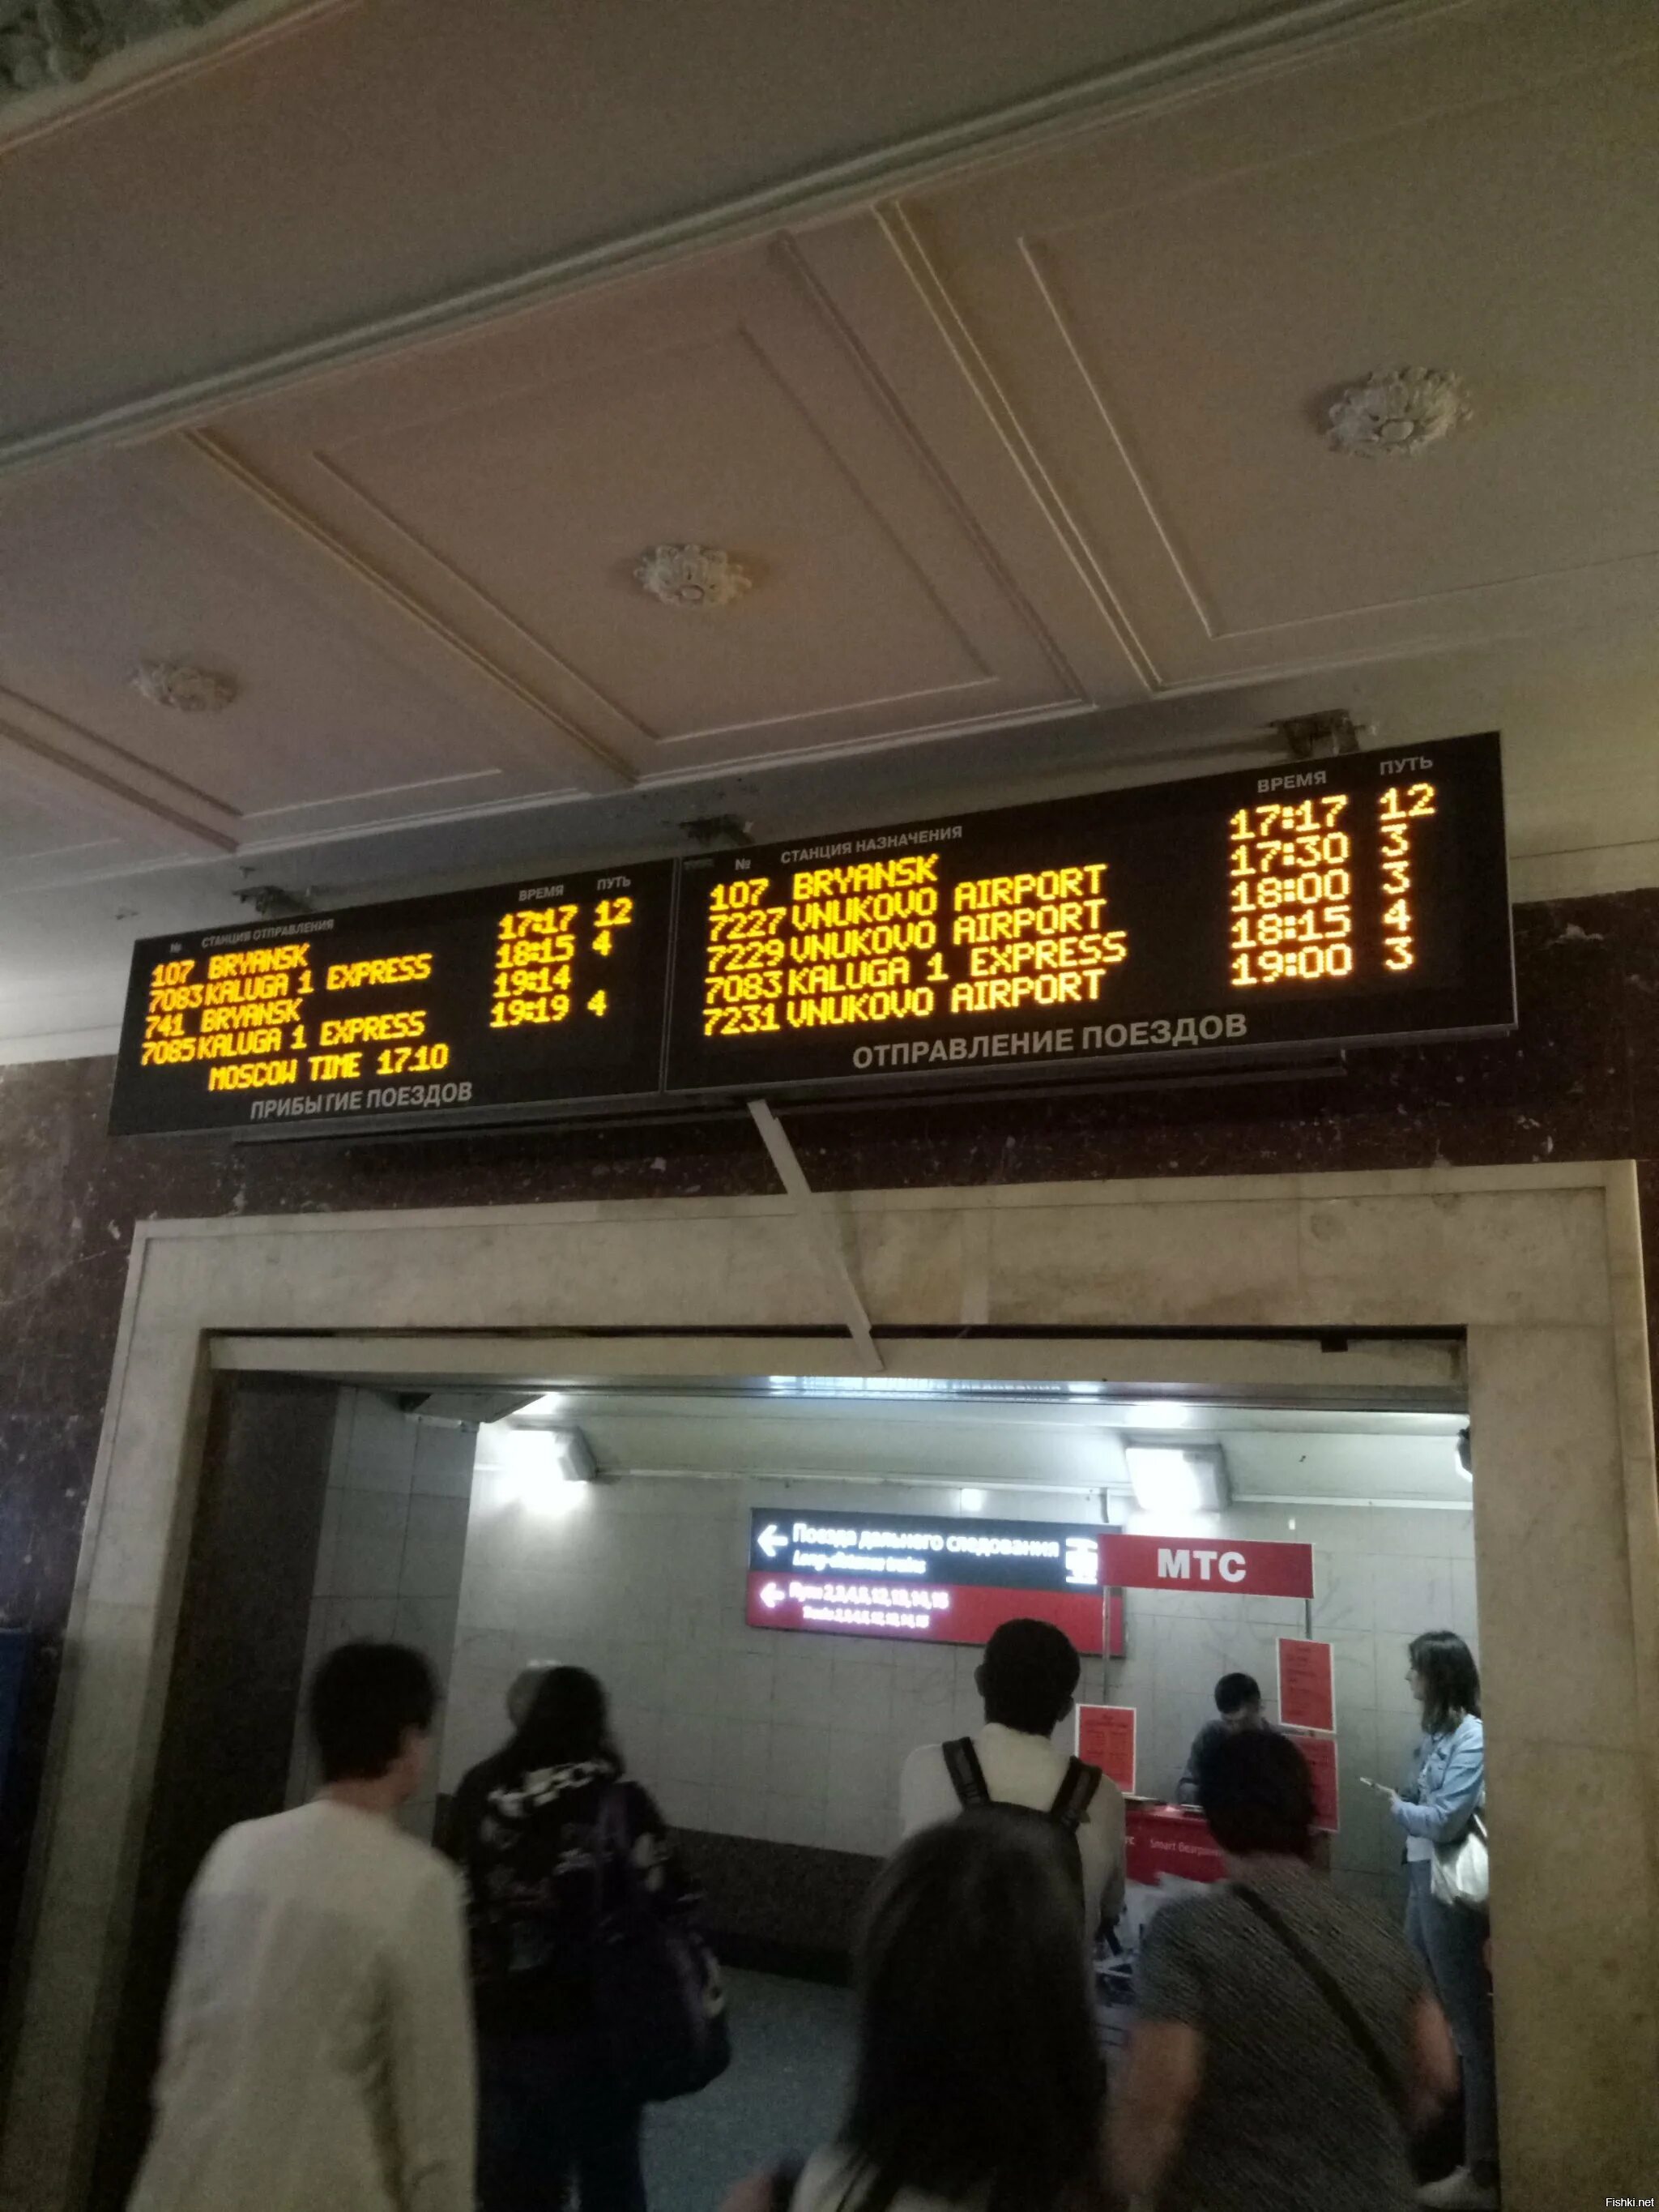 № СТАНЦИЯ ОТПРАВЛЕНИЯ ВРЕМЯ ПУТЬ
107 BRYANSK 17:17 12
7083 KALUGA 1 EXPRESS 18:15 4
741 BRYANSK 19:14
7085 KALUGA 1 EXPRESS 19:19 4
MOSCOW TIME 17:10
ПРИБЫТИЕ ПОЕЗДОВ
№ СТАНЦИЯ НАЗНАЧЕНИЯ ВРЕМЯ ПУТЬ
107 BRYANSK 17:17 12
7227 VNUKOVO AIRPORT 17:30 3
7229 VNUKOVO AIRPORT 18:00 3
7083 KALUGA 1 EXPRESS 18:15 4
7231 VNUKOVO AIRPORT 19:00 3
ОТПРАВЛЕНИЕ ПОЕЗДОВ
Поезда дальнего следования
Long-distance trains
Пути
МТС
Smart
Fishki.net